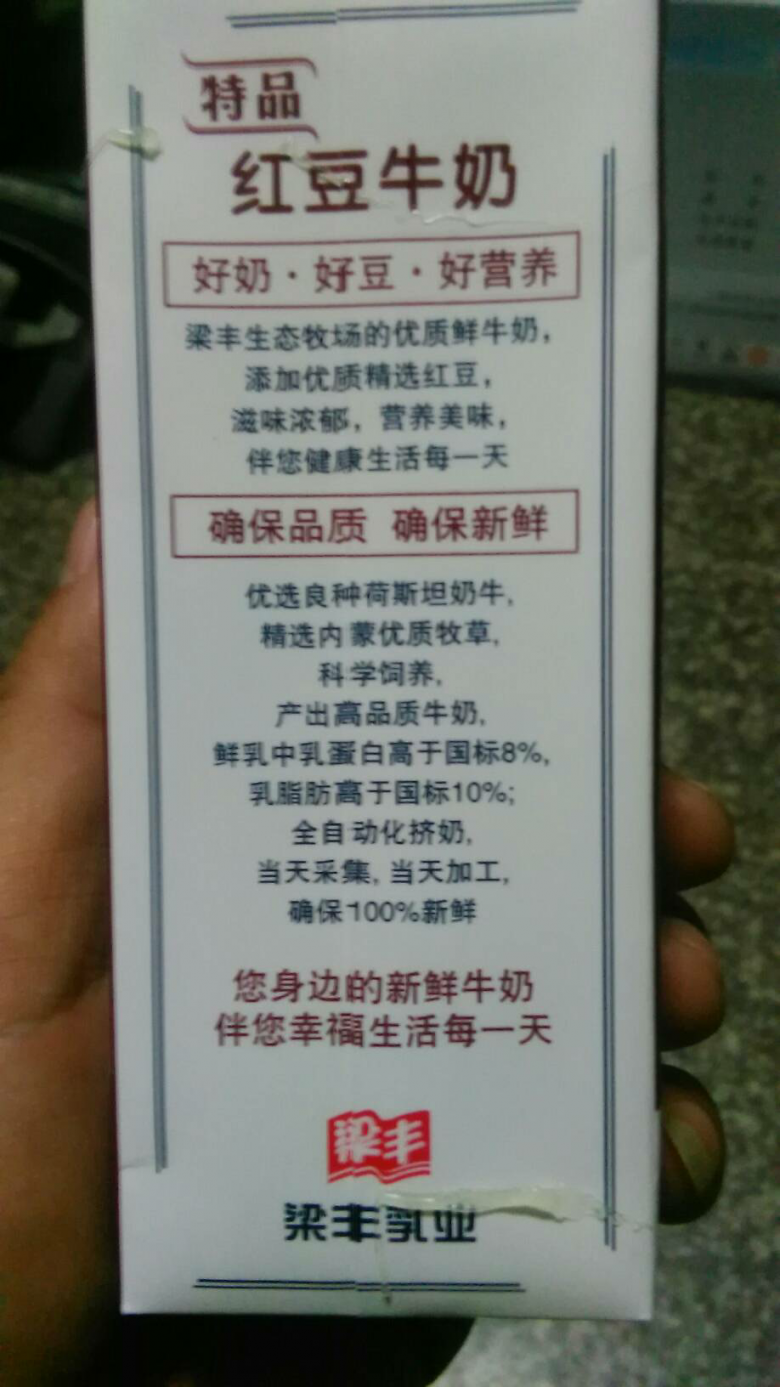 特品
红豆牛奶
好奶·好豆·好营养
梁丰生态牧场的优质鲜牛奶，
添加优质精选红豆，
滋味浓郁，营养美味，
伴您健康生活每一天
确保品质 确保新鲜
优选良种荷斯坦奶牛，
精选内蒙优质牧草，
科学饲养，
产出高品质牛奶，
鲜乳中乳蛋白高于国标8%，
乳脂肪高于国标10%；
全自动化挤奶，
当天采集，当天加工，
确保100%新鲜
您身边的新鲜牛奶
伴您幸福生活每一天
梁丰
梁丰乳业